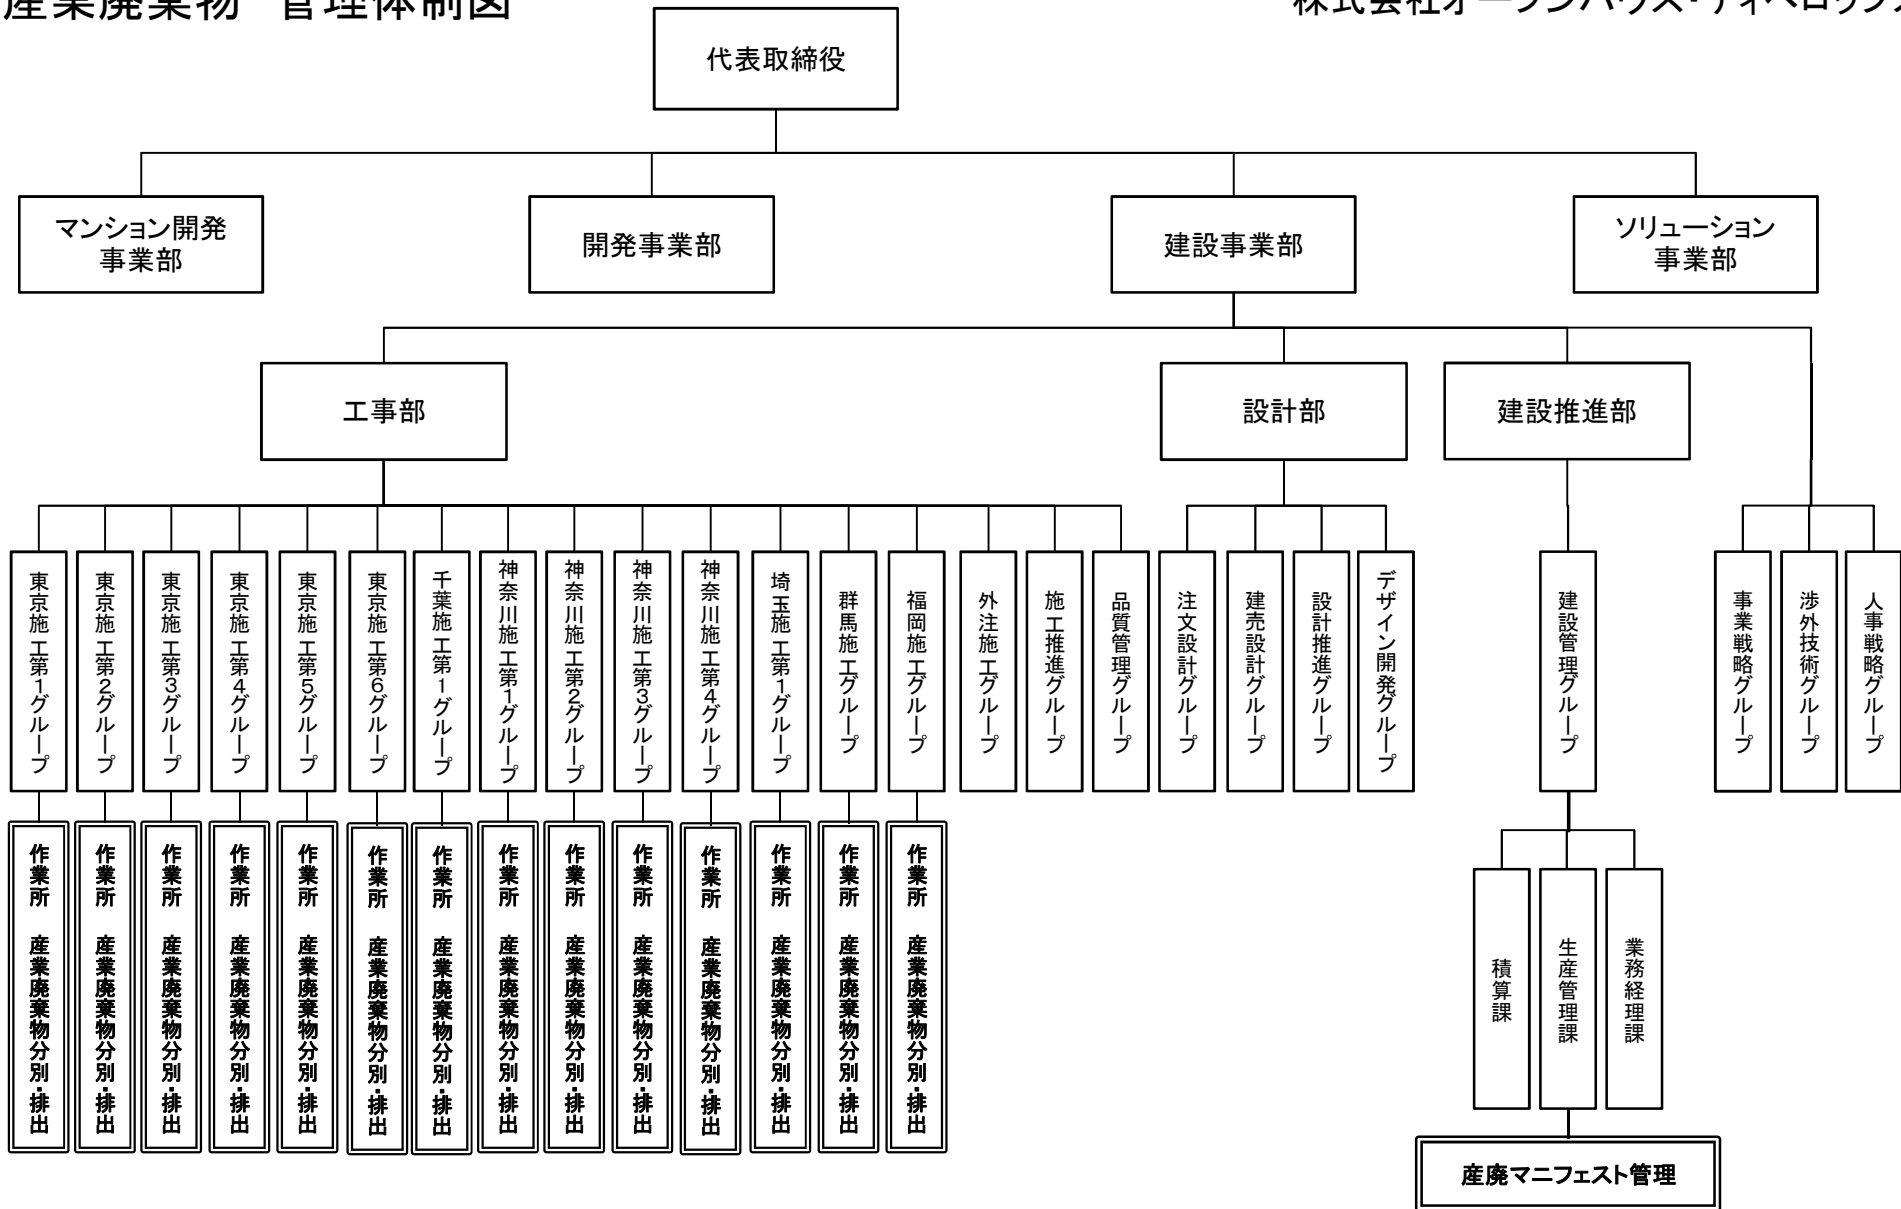 産業廃棄物 管理体制図
株式会社オープンハウス・ディベロップメ
代表取締役
マンション開発
事業部
開発事業部
建設事業部
ソリューション
事業部
工事部
設計部
建設推進部
東京施工第1グループ
東京施工第2グループ
東京施工第3グループ
東京施工第4グループ
東京施工第5グループ
東京施工第6グループ
千葉施工第1グループ
神奈川施工第1グループ
神奈川施工第2グループ
神奈川施工第3グループ
神奈川施工第4グループ
埼玉施工第1グループ
群馬施工グループ
福岡施工グループ
外注施工グループ
施工推進グループ
品質管理グループ
注文設計グループ
建売設計グループ
設計推進グループ
デザイン開発グループ
建設管理グループ
事業戦略グループ
渉外技術グループ
人事戦略グループ
作業所 産業廃棄物分別・排出
作業所 産業廃棄物分別・排出
作業所 産業廃棄物分別・排出
作業所 産業廃棄物分別・排出
作業所 産業廃棄物分別・排出
作業所 産業廃棄物分別・排出
作業所 産業廃棄物分別・排出
作業所 産業廃棄物分別・排出
作業所 産業廃棄物分別・排出
作業所 産業廃棄物分別・排出
作業所 産業廃棄物分別・排出
作業所 産業廃棄物分別・排出
作業所 産業廃棄物分別・排出
作業所 産業廃棄物分別・排出
積算課
生産管理課
業務経理課
産廃マニフェスト管理